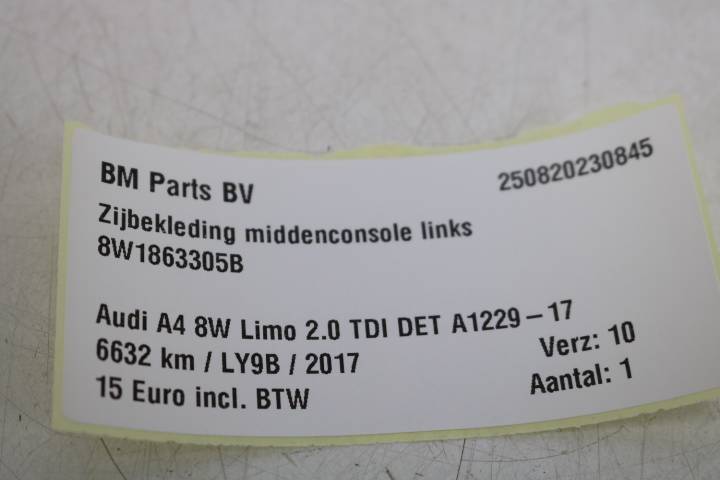 BM Parts BV
250820230845
Zijbekleding middenconsole links
8W1863305B
Audi A4 8W Limo 2.0 TDI DET A1229 – 17
6632 km / LY9B / 2017
Verz: 10
15 Euro incl. BTW
Aantal: 1